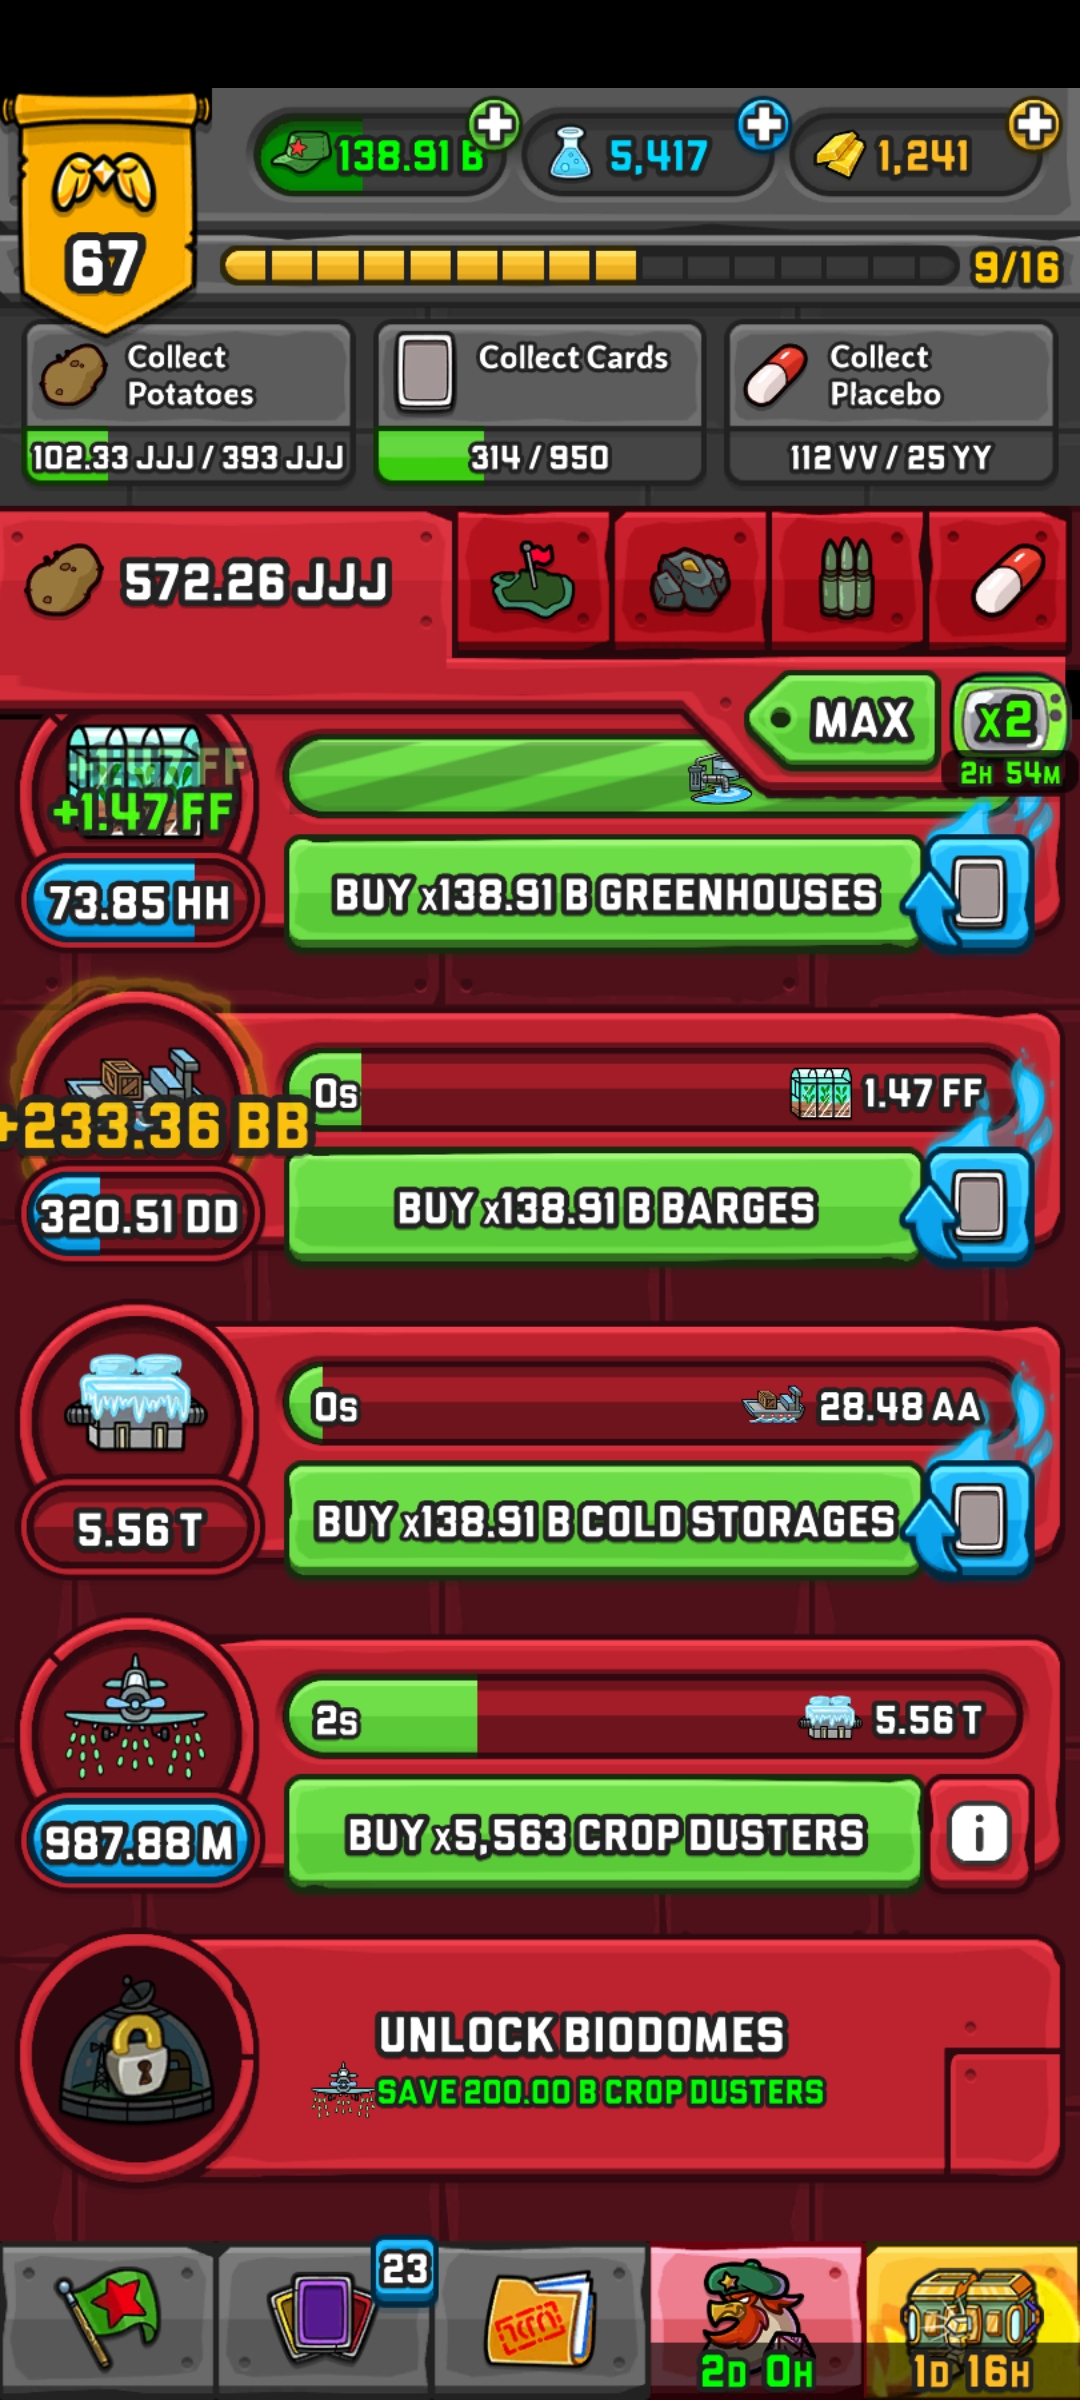 138.91 B
5,417
1,241
67
9/16
Collect
Potatoes
102.33 JJJ / 393 JJJ
Collect Cards
314 / 950
Collect
Placebo
112 VV / 25 YY
572.26 JJJ
MAX
x2
2H 54M
+1.47 FF
73.85 HH
BUY x138.91 B GREENHOUSES
+233.36 BB
0s
1.47 FF
320.51 DD
BUY x138.91 B BARGES
0s
28.48 AA
5.56 T
BUY x138.91 B COLD STORAGES
2s
5.56 T
987.88 M
BUY x5,563 CROP DUSTERS
i
UNLOCK BIODOMES
SAVE 200.00 B CROP DUSTERS
23
2D 0H
1D 16H